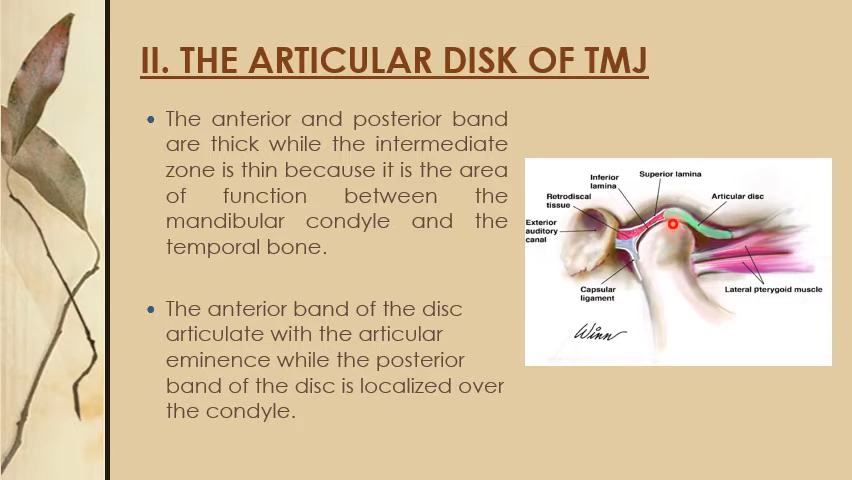 II. THE ARTICULAR DISK OF TMJ
• The anterior and posterior band
are thick while the intermediate
zone is thin because it is the area
of function between the
mandibular condyle and the
temporal bone.
• The anterior band of the disc
articulate with the articular
eminence while the posterior
band of the disc is localized over
the condyle.
Superior lamina
Inferior
lamina
Retrodiscal
tissue
Articular disc
Exterior
auditory
canal
Capsular
ligament
Lateral pterygoid muscle
Winn